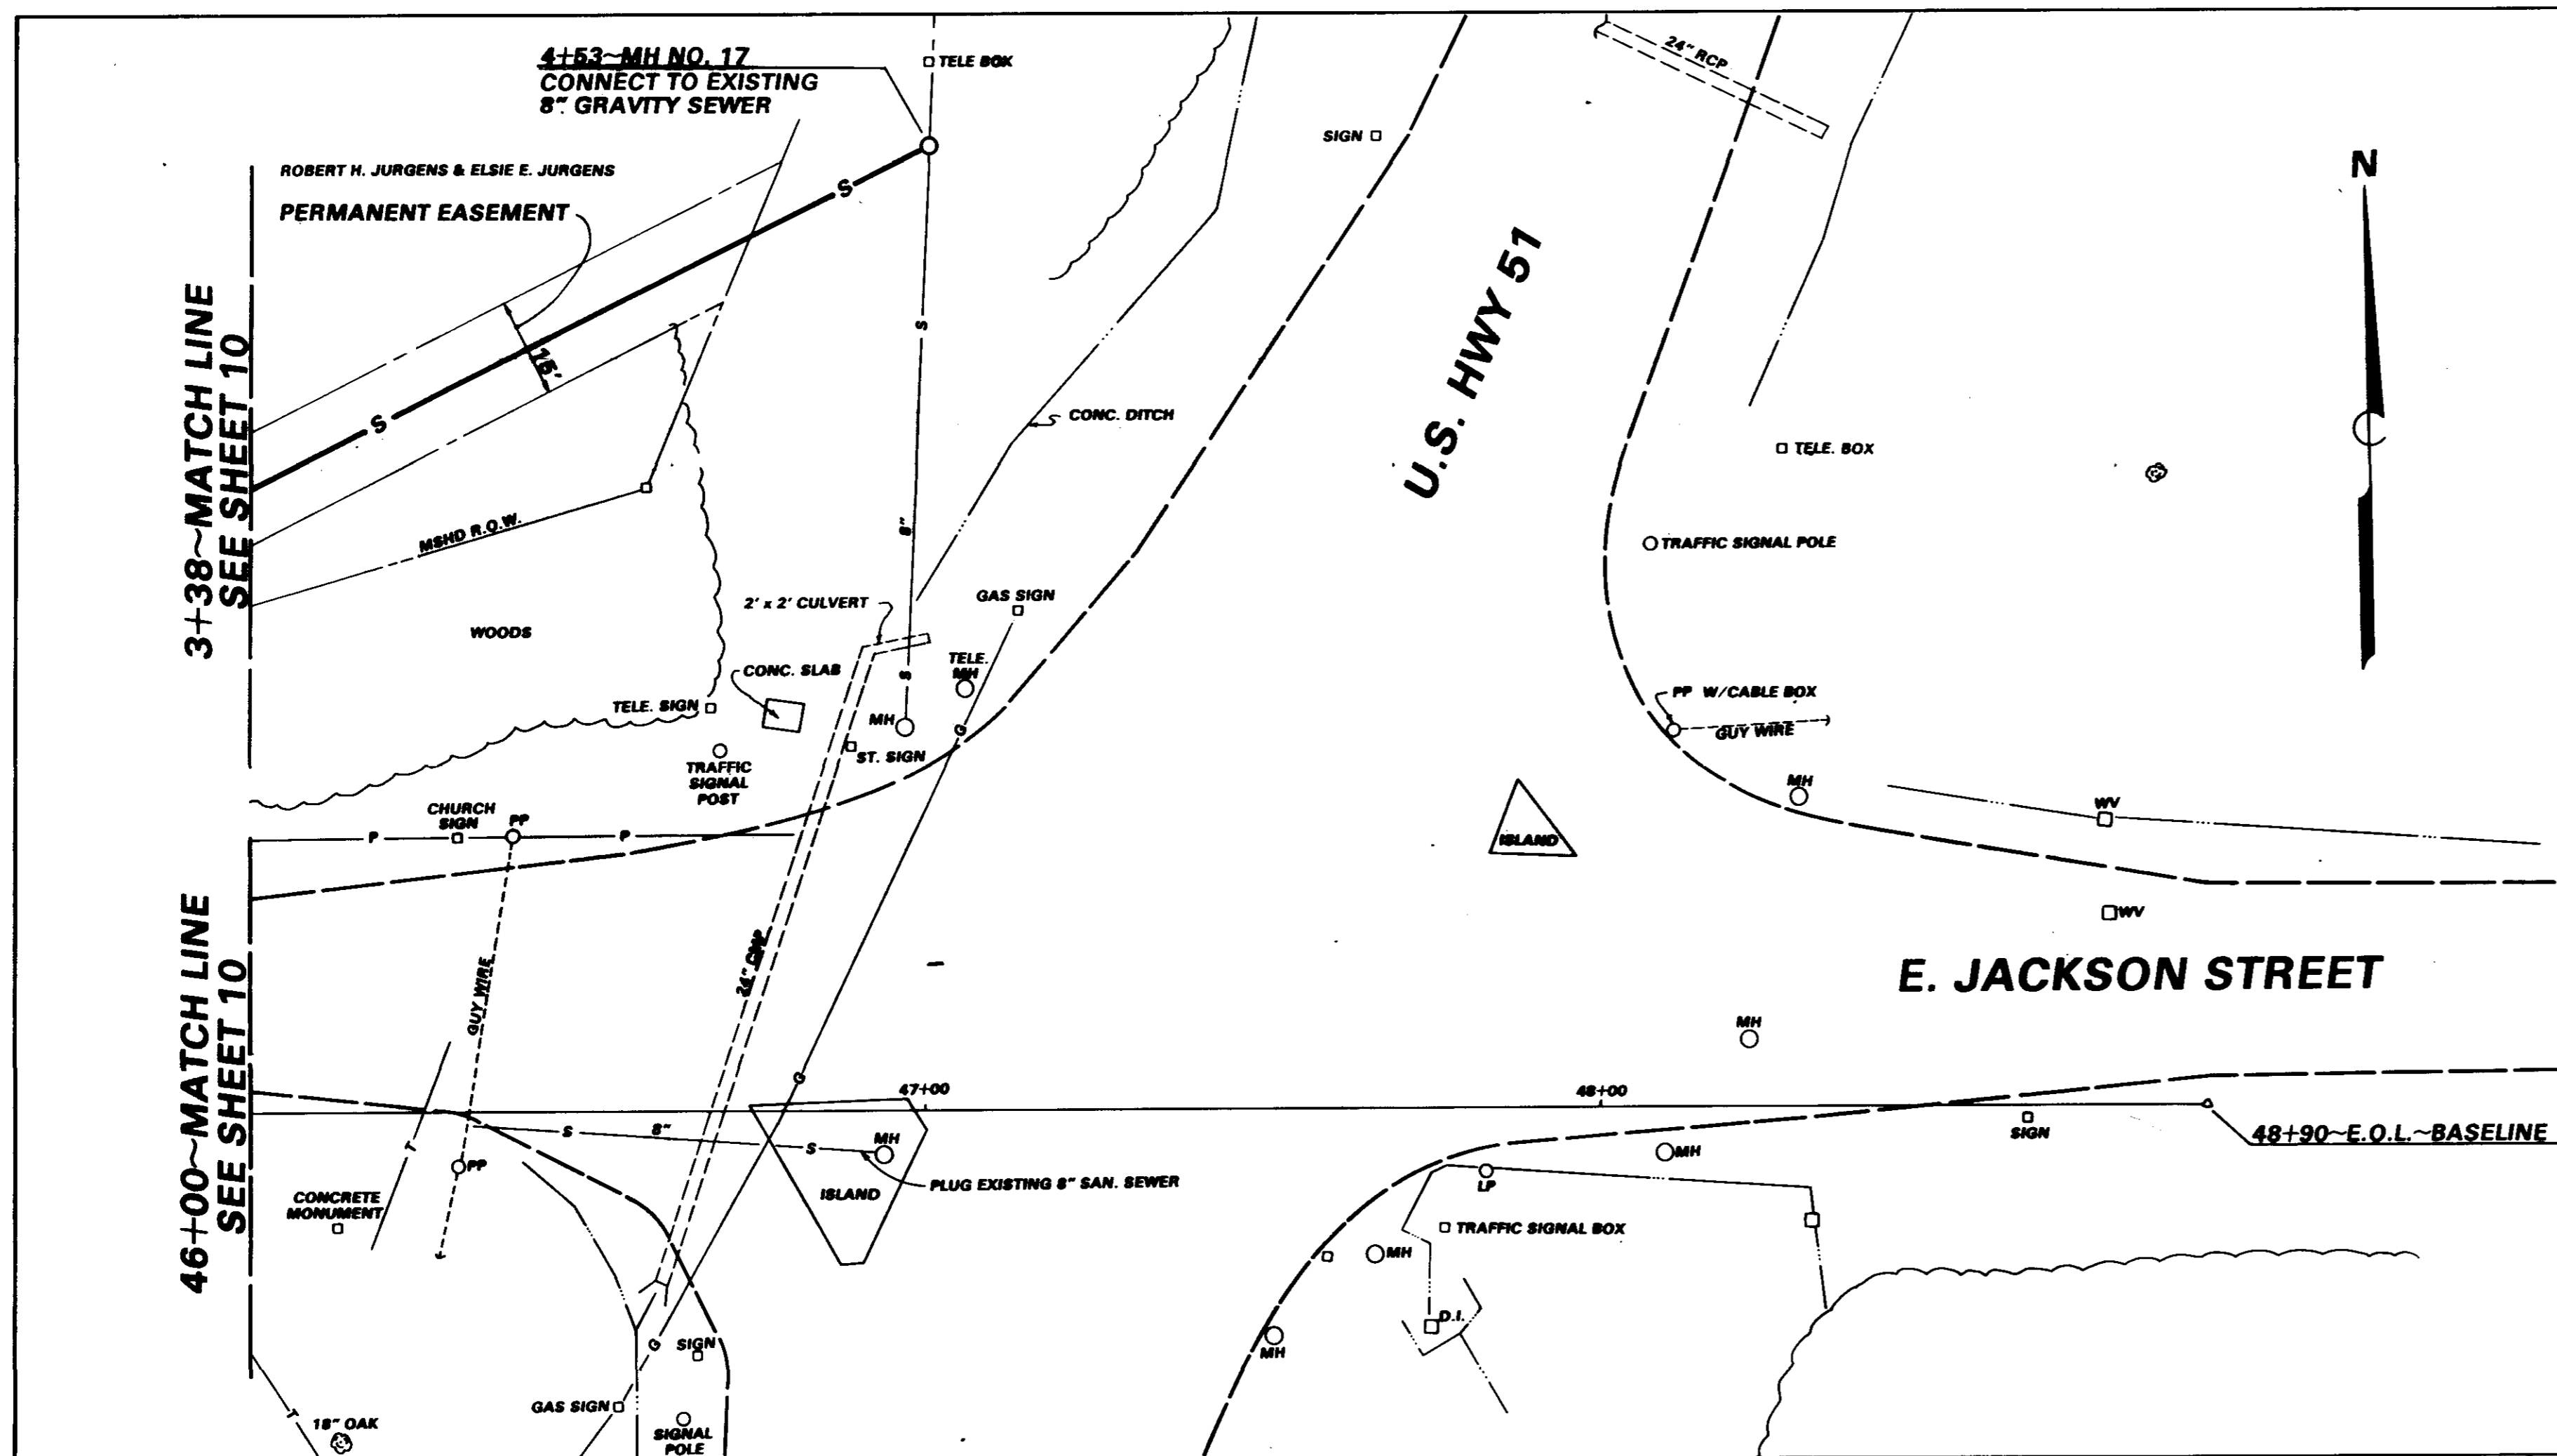 4+53~MH NO. 17
CONNECT TO EXISTING
8" GRAVITY SEWER
TELE BOX
24" RCP
SIGN
N
ROBERT H. JURGENS & ELSIE E. JURGENS
PERMANENT EASEMENT
S
S
15'
3+38~MATCH LINE
SEE SHEET 10
U.S. HWY 51
S
CONC. DITCH
TELE. BOX
8"
MSHD R.O.W.
TRAFFIC SIGNAL POLE
2' x 2' CULVERT
GAS SIGN
WOODS
TELE.
MH
CONC. SLAB
S
TELE. SIGN
MH
G
ST. SIGN
PP W/CABLE BOX
GUY WIRE
TRAFFIC
SIGNAL
POST
MH
WV
CHURCH
SIGN
PP
P
P
ISLAND
WV
46+00~MATCH LINE
SEE SHEET 10
GUY WIRE
24" CMP
E. JACKSON STREET
MH
G
47+00
48+00
S
8"
S
MH
T
PP
SIGN
48+90~E.O.L.~BASELINE
MH
CONCRETE
MONUMENT
ISLAND
PLUG EXISTING 8" SAN. SEWER
LP
TRAFFIC SIGNAL BOX
MH
D.I.
G
SIGN
MH
GAS SIGN
T
18" OAK
SIGNAL
POLE